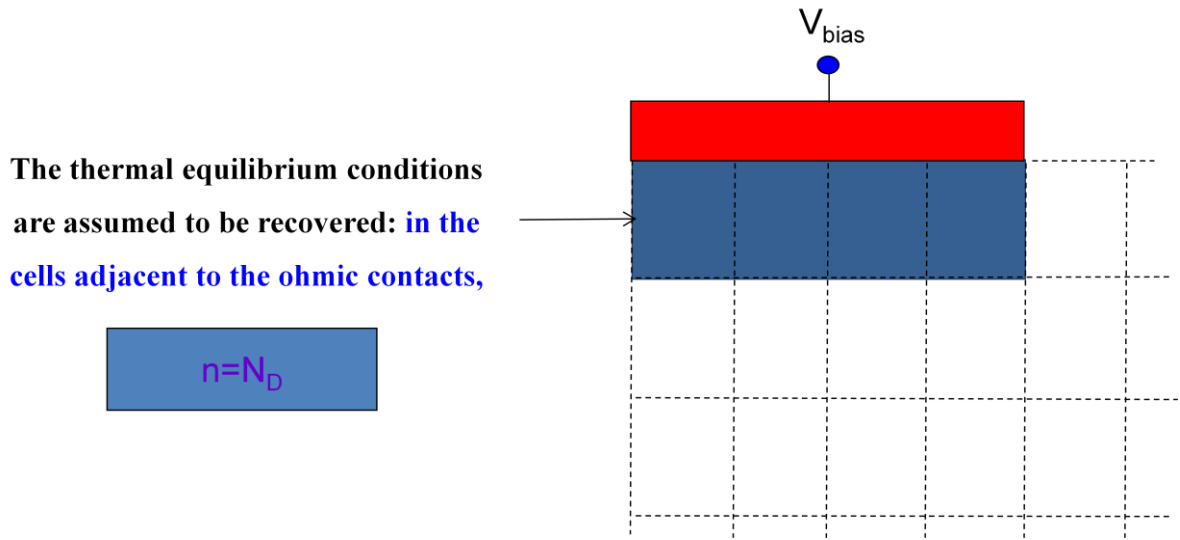 V_bias
The thermal equilibrium conditions
are assumed to be recovered: in the
cells adjacent to the ohmic contacts,
n=N_D